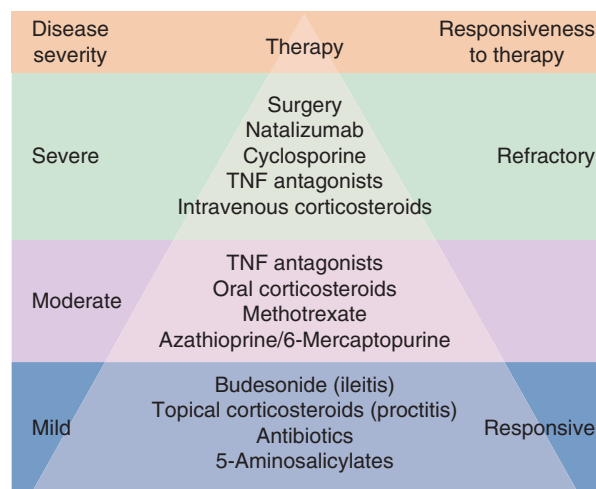 Disease
severity
Therapy
Responsiveness
to therapy
Severe
Surgery
Natalizumab
Cyclosporine
TNF antagonists
Intravenous corticosteroids
Refractory
Moderate
TNF antagonists
Oral corticosteroids
Methotrexate
Azathioprine/6-Mercaptopurine
Mild
Budesonide (ileitis)
Topical corticosteroids (proctitis)
Antibiotics
5-Aminosalicylates
Responsive